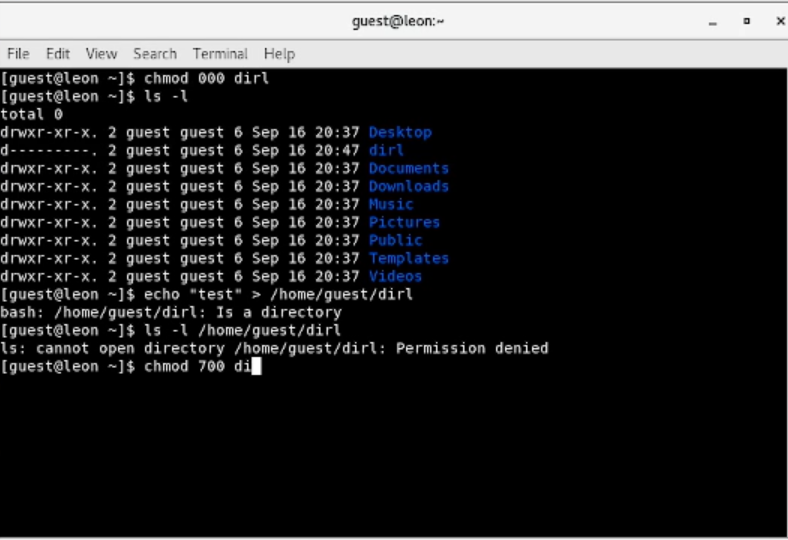 guest@leon:~
File Edit View Search Terminal Help
[guest@leon ~]$ chmod 000 dirl
[guest@leon ~]$ ls -l
total 0
drwxr-xr-x. 2 guest guest 6 Sep 16 20:37 Desktop
d---------. 2 guest guest 6 Sep 16 20:47 dirl
drwxr-xr-x. 2 guest guest 6 Sep 16 20:37 Documents
drwxr-xr-x. 2 guest guest 6 Sep 16 20:37 Downloads
drwxr-xr-x. 2 guest guest 6 Sep 16 20:37 Music
drwxr-xr-x. 2 guest guest 6 Sep 16 20:37 Pictures
drwxr-xr-x. 2 guest guest 6 Sep 16 20:37 Public
drwxr-xr-x. 2 guest guest 6 Sep 16 20:37 Templates
drwxr-xr-x. 2 guest guest 6 Sep 16 20:37 Videos
[guest@leon ~]$ echo "test" > /home/guest/dirl
bash: /home/guest/dirl: Is a directory
[guest@leon ~]$ ls -l /home/guest/dirl
ls: cannot open directory /home/guest/dirl: Permission denied
[guest@leon ~]$ chmod 700 di